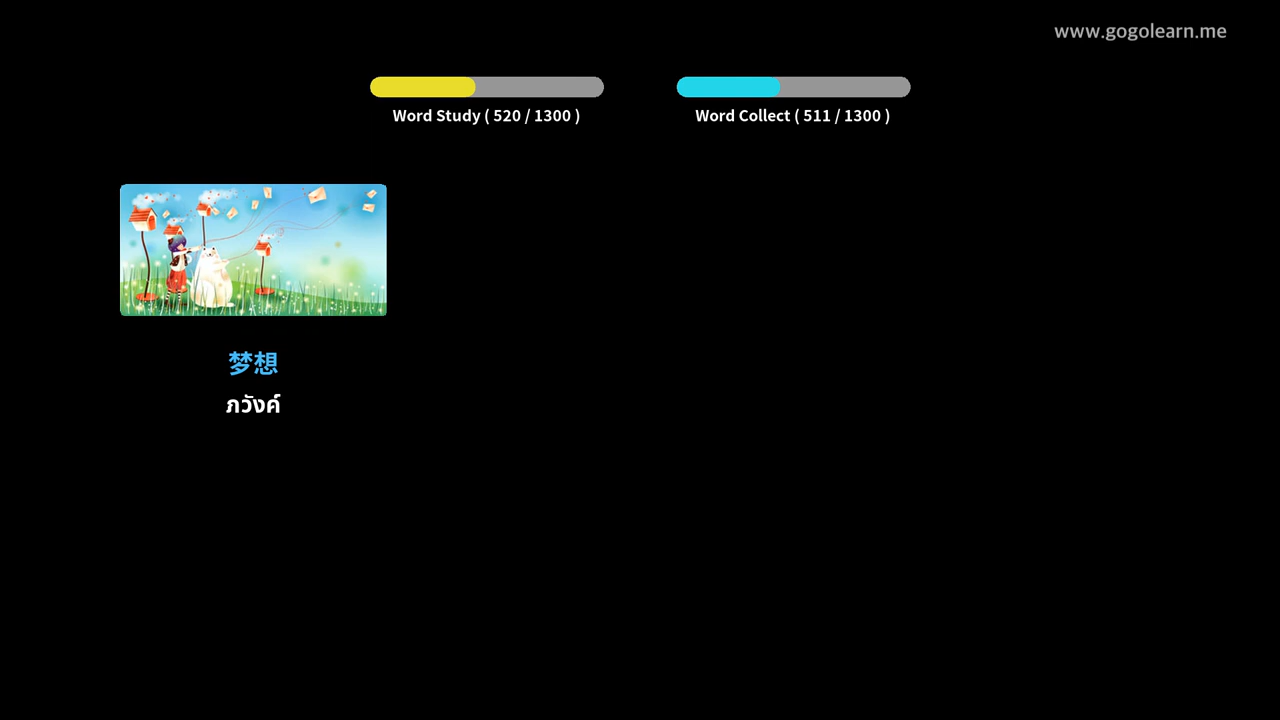 www.gogolearn.me
Word Study ( 520 / 1300 )
Word Collect ( 511 / 1300 )
梦想
ภวังค์